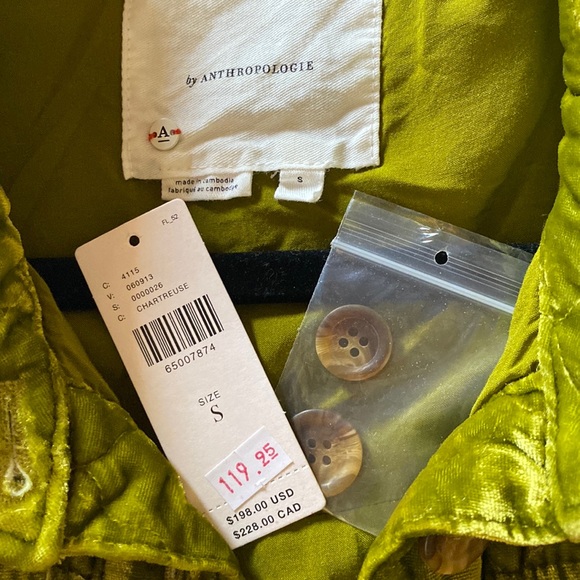 by ANTHROPOLOGIE
A
made in cambodia
fabriqué au cambodge
S
FL_52
C: 4115
V: 060913
S: 0000026
C: CHARTREUSE
65007874
SIZE
S
119.25
$198.00 USD
$228.00 CAD